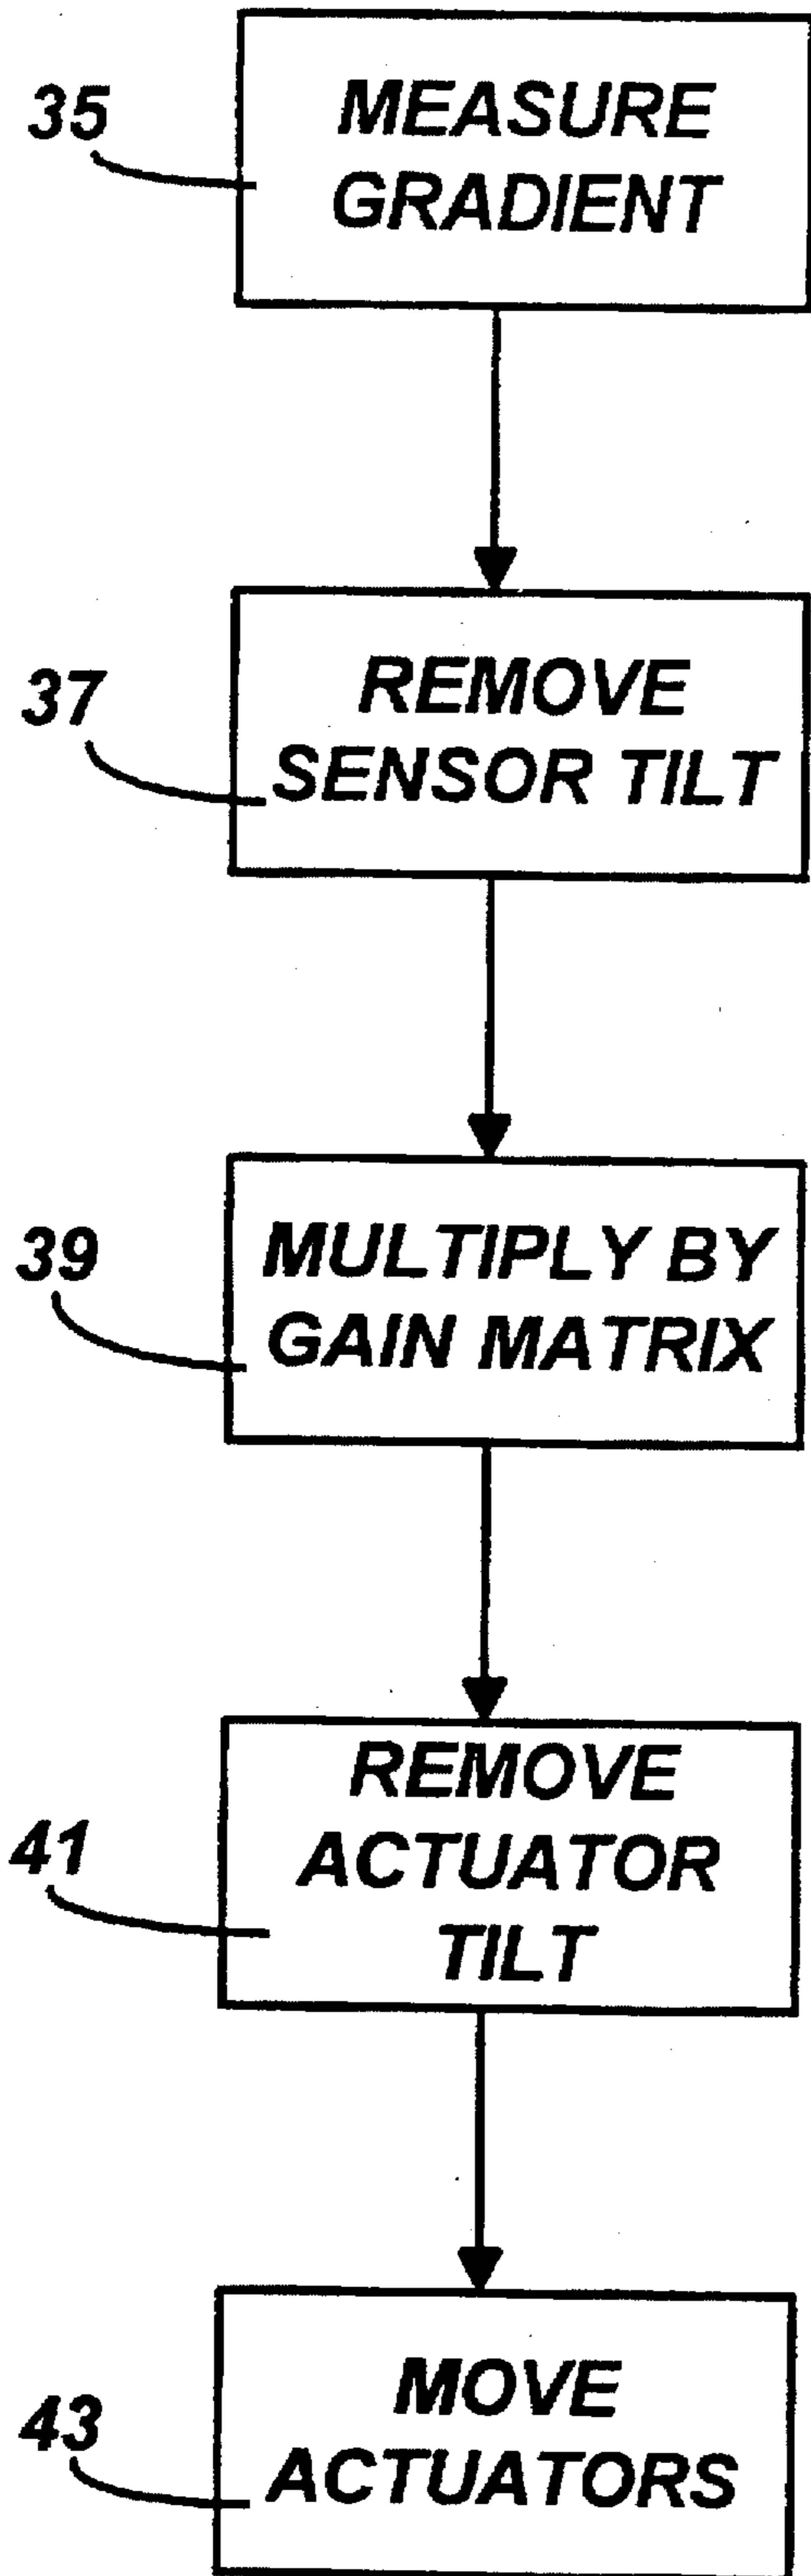 35
MEASURE
GRADIENT
37
REMOVE
SENSOR TILT
39
MULTIPLY BY
GAIN MATRIX
41
REMOVE
ACTUATOR
TILT
43
MOVE
ACTUATORS